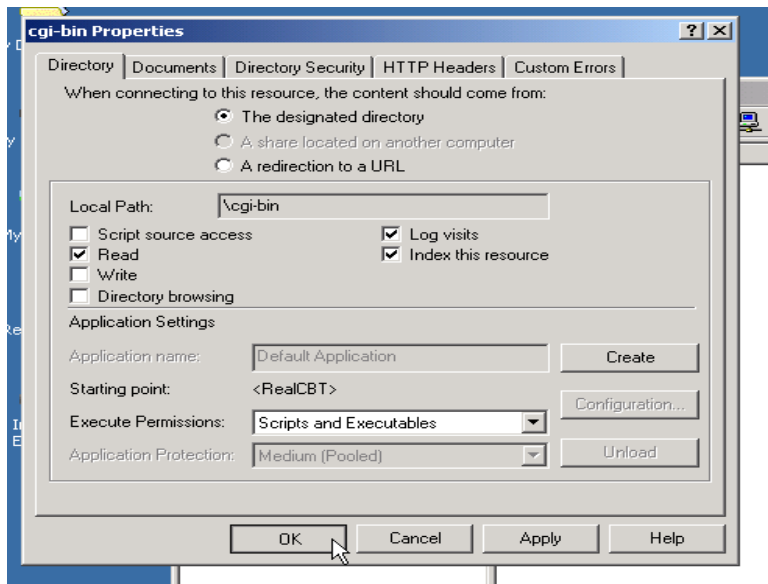 cgi-bin Properties
Directory Documents Directory Security HTTP Headers Custom Errors
When connecting to this resource, the content should come from:
The designated directory
A share located on another computer
A redirection to a URL
Local Path: \cgi-bin
Script source access Log visits
Read Index this resource
Write
Directory browsing
Application Settings
Application name: Default Application Create
Starting point: <RealCBT>
Configuration...
Execute Permissions: Scripts and Executables
Application Protection: Medium (Pooled) Unload
OK Cancel Apply Help